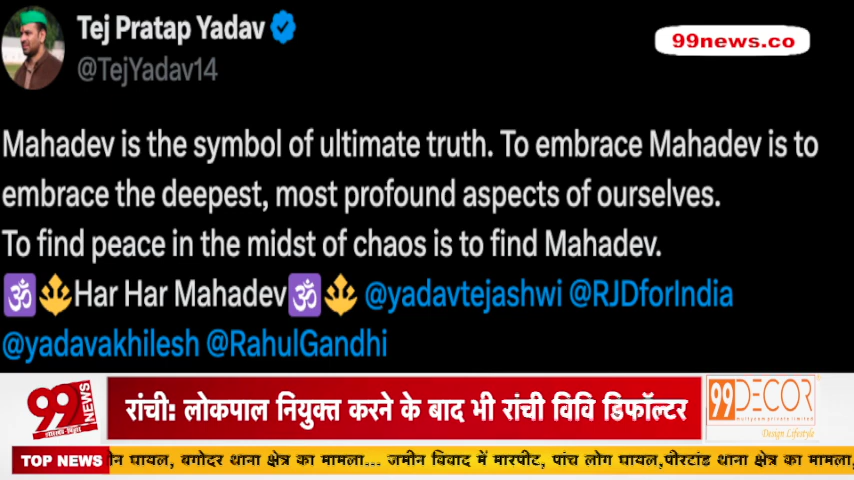 Tej Pratap Yadav
@TejYadav14
99news.co
Mahadev is the symbol of ultimate truth. To embrace Mahadev is to
embrace the deepest, most profound aspects of ourselves.
To find peace in the midst of chaos is to find Mahadev.
🕉️🔱Har Har Mahadev🕉️🔱 @yadavtejashwi @RJDforIndia
@yadavakhilesh @RahulGandhi
99 NEWS
रांची: लोकपाल नियुक्त करने के बाद भी रांची विवि डिफॉल्टर
99DECOR
Design Lifestyle
TOP NEWS
घायल, बगोदर थाना क्षेत्र का मामला... जमीन विवाद में मारपीट, पांच लोग घायल,पीरटांड थाना क्षेत्र का मामला,